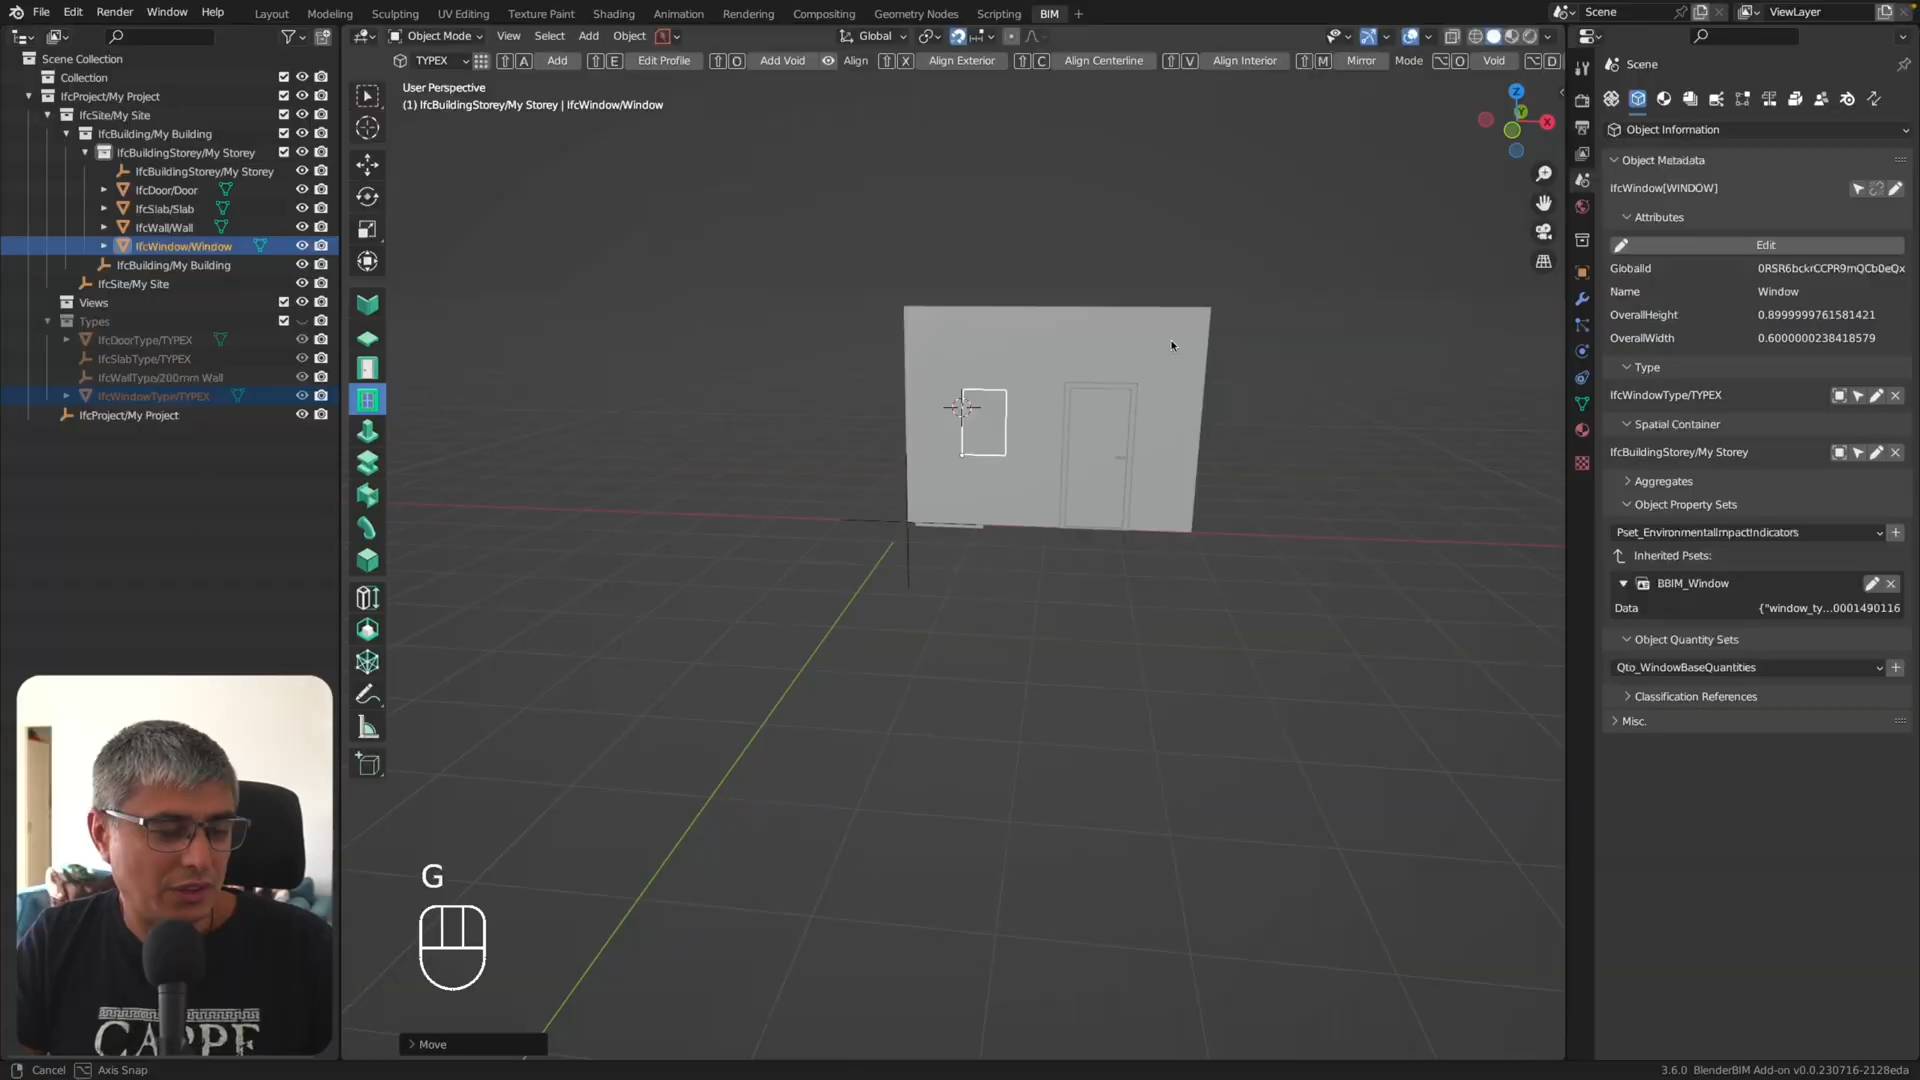 File Edit Render Window Help
Layout Modeling Sculpting UV Editing Texture Paint Shading Animation Rendering Compositing Geometry Nodes Scripting BIM +
Scene
ViewLayer
Object Mode View Select Add Object
Global
TYPEX A Add E Edit Profile O Add Void Align X Align Exterior C Align Centerline V Align Interior M Mirror Mode O Void D
Scene Collection
Collection
IfcProject/My Project
IfcSite/My Site
IfcBuilding/My Building
IfcBuildingStorey/My Storey
IfcBuildingStorey/My Storey
IfcDoor/Door
IfcSlab/Slab
IfcWall/Wall
IfcWindow/Window
IfcBuilding/My Building
IfcSite/My Site
Views
Types
IfcDoorType/TYPEX
IfcSlabType/TYPEX
IfcWallType/200mm Wall
IfcWindowType/TYPEX
IfcProject/My Project
User Perspective
(1) IfcBuildingStorey/My Storey | IfcWindow/Window
Z
Y
X
G
Move
Scene
Object Information
Object Metadata
IfcWindow[WINDOW]
Attributes
Edit
GlobalId 0RSR6bckrCCPR9mQCb0eQx
Name Window
OverallHeight 0.8999999761581421
OverallWidth 0.6000000238418579
Type
IfcWindowType/TYPEX
Spatial Container
IfcBuildingStorey/My Storey
Aggregates
Object Property Sets
Pset_EnvironmentalImpactIndicators
Inherited Psets:
BBIM_Window
Data {"window_ty...0001490116
Object Quantity Sets
Qto_WindowBaseQuantities
Classification References
Misc.
Cancel Axis Snap
3.6.0 BlenderBIM Add-on v0.0.230716-2128eda